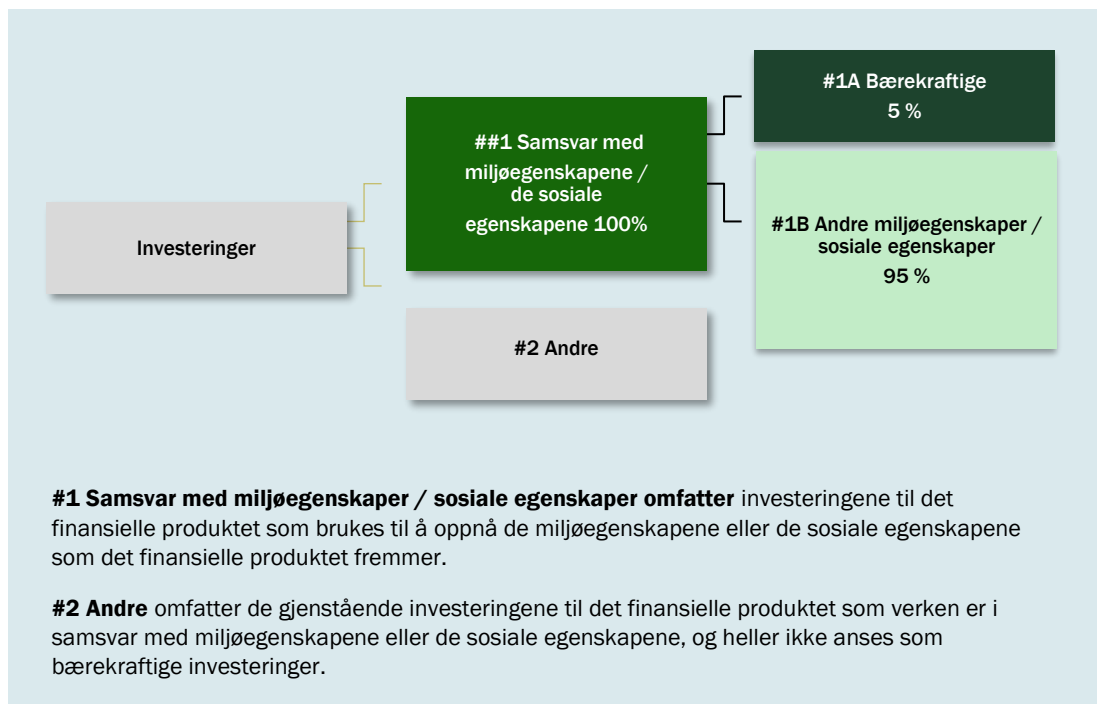 #1A Bærekraftige
5 %
##1 Samsvar med
miljøegenskapene /
de sosiale
egenskapene 100%
#1B Andre miljøegenskaper /
sosiale egenskaper
95 %
Investeringer
#2 Andre
#1 Samsvar med miljøegenskaper / sosiale egenskaper omfatter investeringene til det
finansielle produktet som brukes til å oppnå de miljøegenskapene eller de sosiale egenskapene
som det finansielle produktet fremmer.
#2 Andre omfatter de gjenstående investeringene til det finansielle produktet som verken er i
samsvar med miljøegenskapene eller de sosiale egenskapene, og heller ikke anses som
bærekraftige investeringer.